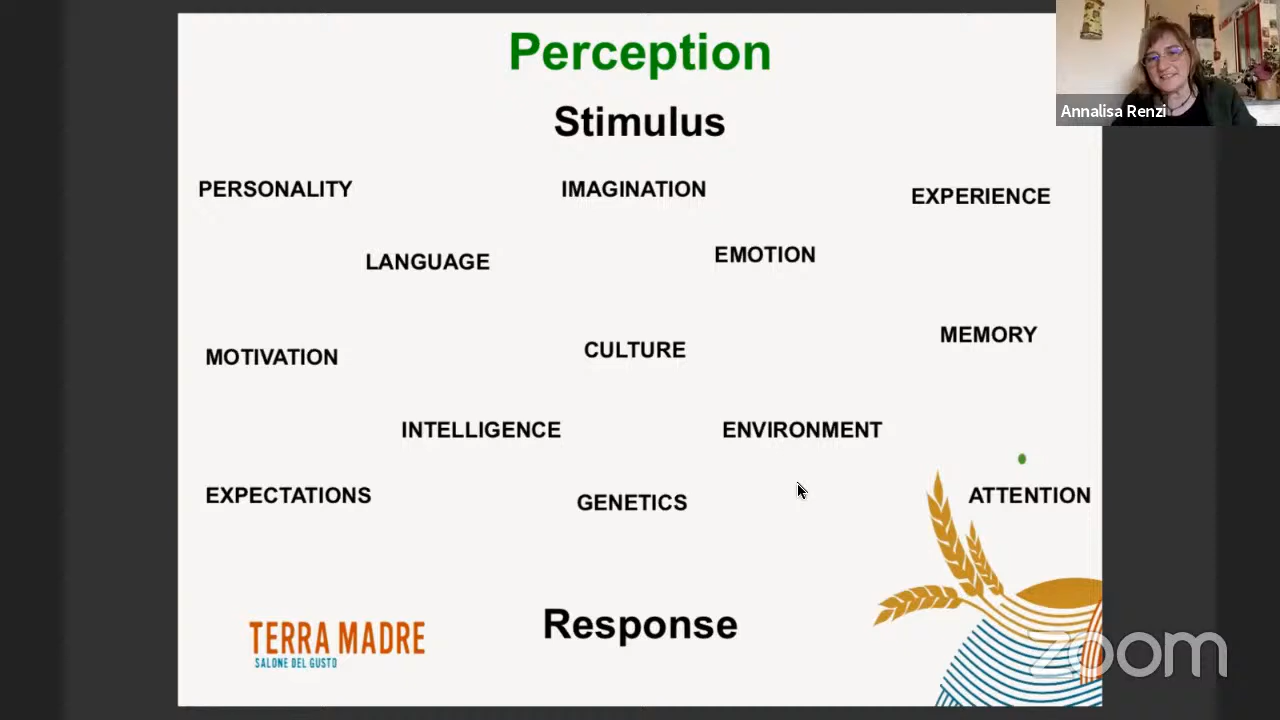 Perception
Annalisa Renzi
Stimulus
PERSONALITY
IMAGINATION
EXPERIENCE
LANGUAGE
EMOTION
MOTIVATION
CULTURE
MEMORY
INTELLIGENCE
ENVIRONMENT
EXPECTATIONS
GENETICS
ATTENTION
Response
TERRA MADRE
SALONE DEL GUSTO
zoom